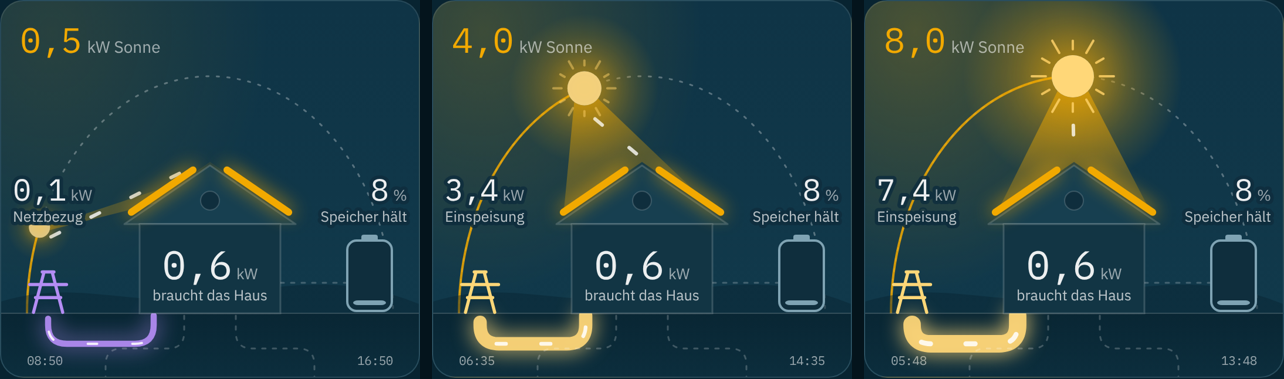 0,5 kW Sonne
0,1 kW
Netzbezug
8 %
Speicher hält
0,6 kW
braucht das Haus
08:50
16:50
4,0 kW Sonne
3,4 kW
Einspeisung
8 %
Speicher hält
0,6 kW
braucht das Haus
06:35
14:35
8,0 kW Sonne
7,4 kW
Einspeisung
8 %
Speicher hält
0,6 kW
braucht das Haus
05:48
13:48